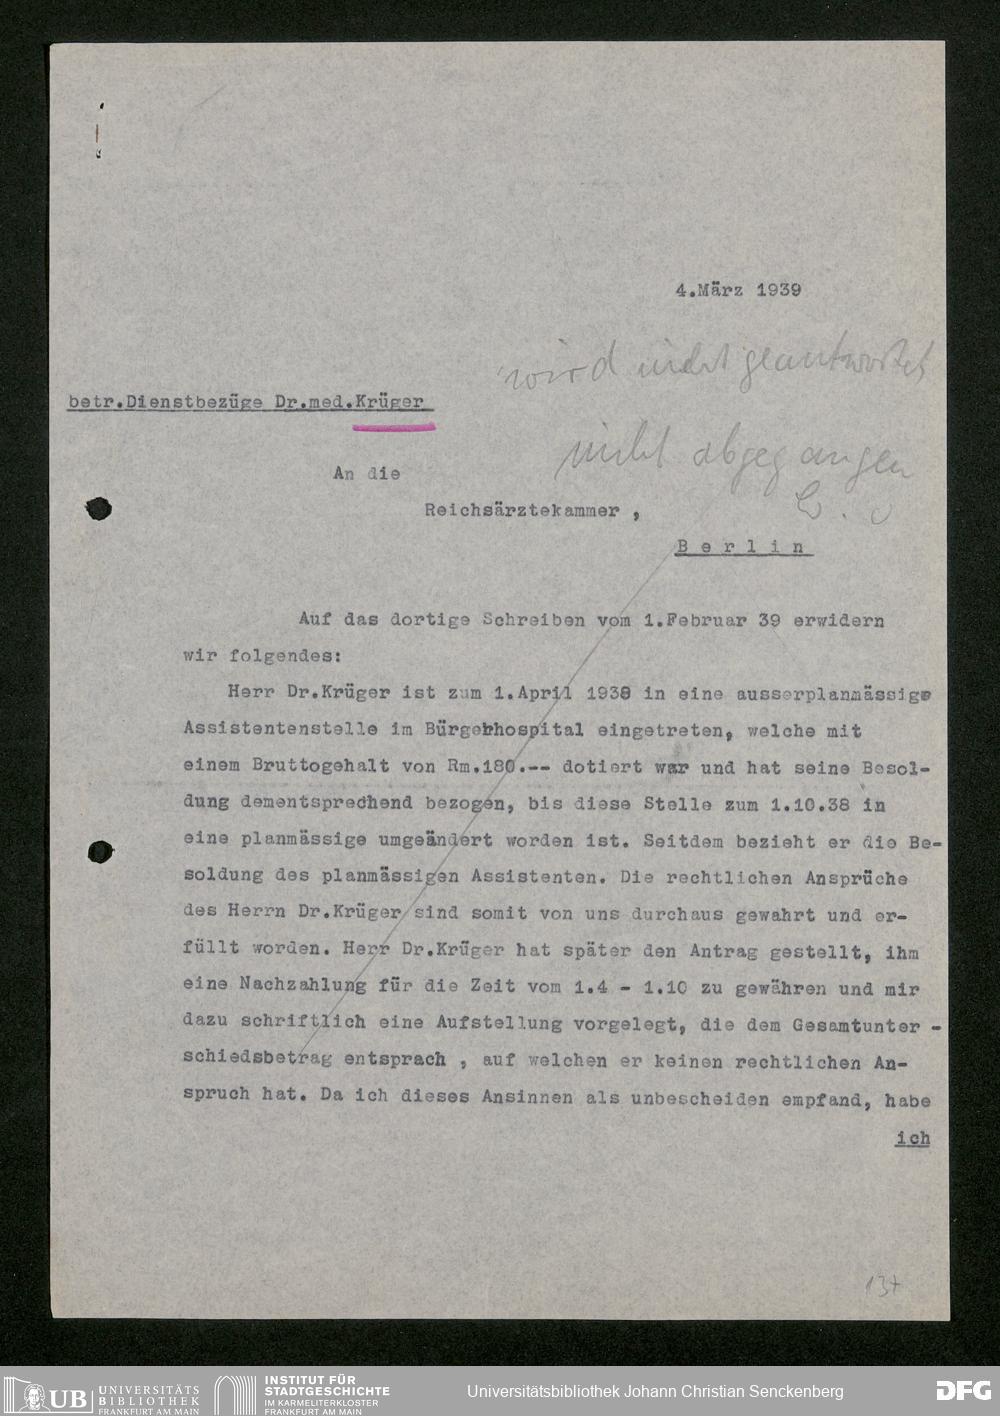 4.März 1939
wird nicht geantwortet
betr.Dienstbezüge Dr.med.Krüger
nicht abgegangen
An die
Reichsärztekammer ,
B e r l i n
Auf das dortige Schreiben vom 1.Februar 39 erwidern
wir folgendes:
Herr Dr.Krüger ist zum 1.April 1938 in eine ausserplanmässige
Assistentenstelle im Bürgerhospital eingetreten, welche mit
einem Bruttogehalt von Rm.180.-- dotiert war und hat seine Besol-
dung dementsprechend bezogen, bis diese Stelle zum 1.10.38 in
eine planmässige umgeändert worden ist. Seitdem bezieht er die Be-
soldung des planmässigen Assistenten. Die rechtlichen Ansprüche
des Herrn Dr.Krüger sind somit von uns durchaus gewahrt und er-
füllt worden. Herr Dr.Krüger hat später den Antrag gestellt, ihm
eine Nachzahlung für die Zeit vom 1.4 - 1.10 zu gewähren und mir
dazu schriftlich eine Aufstellung vorgelegt, die dem Gesamtunter -
schiedsbetrag entsprach , auf welchen er keinen rechtlichen An-
spruch hat. Da ich dieses Ansinnen als unbescheiden empfand, habe
ich
137
UB UNIVERSITÄTS
BIBLIOTHEK
FRANKFURT AM MAIN
INSTITUT FÜR
STADTGESCHICHTE
IM KARMELITERKLOSTER
FRANKFURT AM MAIN
Universitätsbibliothek Johann Christian Senckenberg
DFG